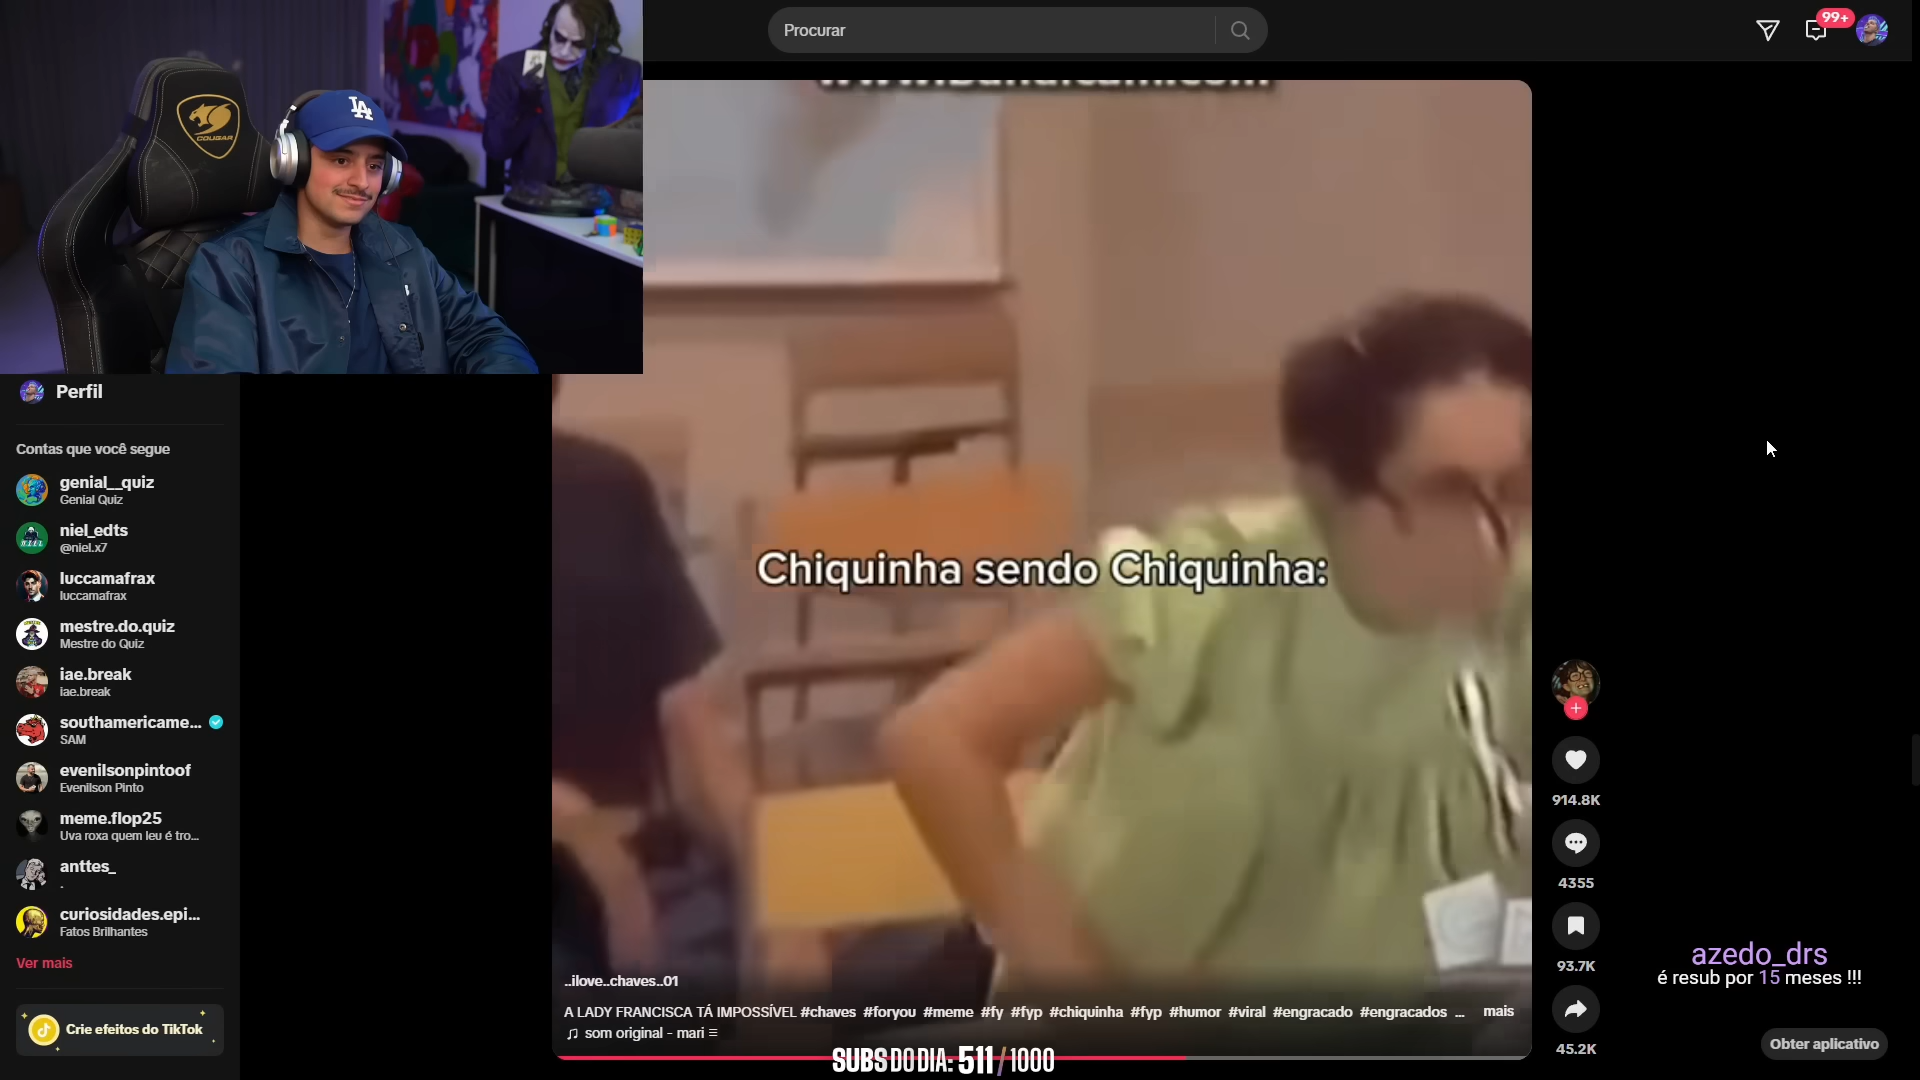 Procurar
99+
LA
COUGAR
Perfil
Contas que você segue
genial__quiz
Genial Quiz
niel_edts
@niel.x7
luccamafrax
luccamafrax
mestre.do.quiz
Mestre do Quiz
iae.break
iae.break
southamericame...
SAM
evenilsonpintoof
Evenilson Pinto
meme.flop25
Uva roxa quem leu é tro...
anttes_
.
curiosidades.epi...
Fatos Brilhantes
Ver mais
Crie efeitos do TikTok
Chiquinha sendo Chiquinha:
..ilove..chaves..01
A LADY FRANCISCA TÁ IMPOSSÍVEL #chaves #foryou #meme #fy #fyp #chiquinha #fyp #humor #viral #engracado #engracados ... mais
som original - mari
SUBS DO DIA: 511 / 1000
914.8K
4355
93.7K
45.2K
azedo_drs
é resub por 15 meses !!!
Obter aplicativo